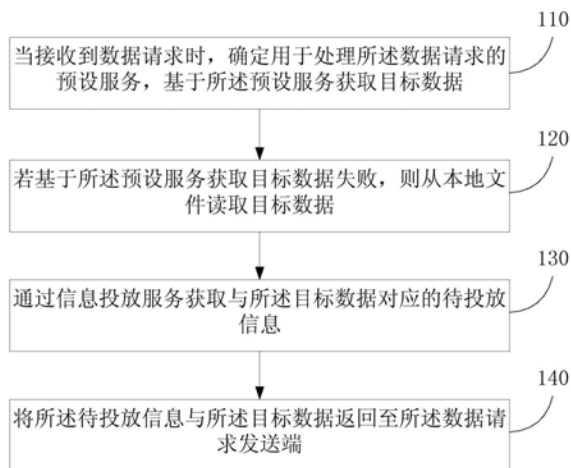 110
当接收到数据请求时，确定用于处理所述数据请求的
预设服务，基于所述预设服务获取目标数据
120
若基于所述预设服务获取目标数据失败，则从本地文
件读取目标数据
130
通过信息投放服务获取与所述目标数据对应的待投放
信息
140
将所述待投放信息与所述目标数据返回至所述数据请
求发送端